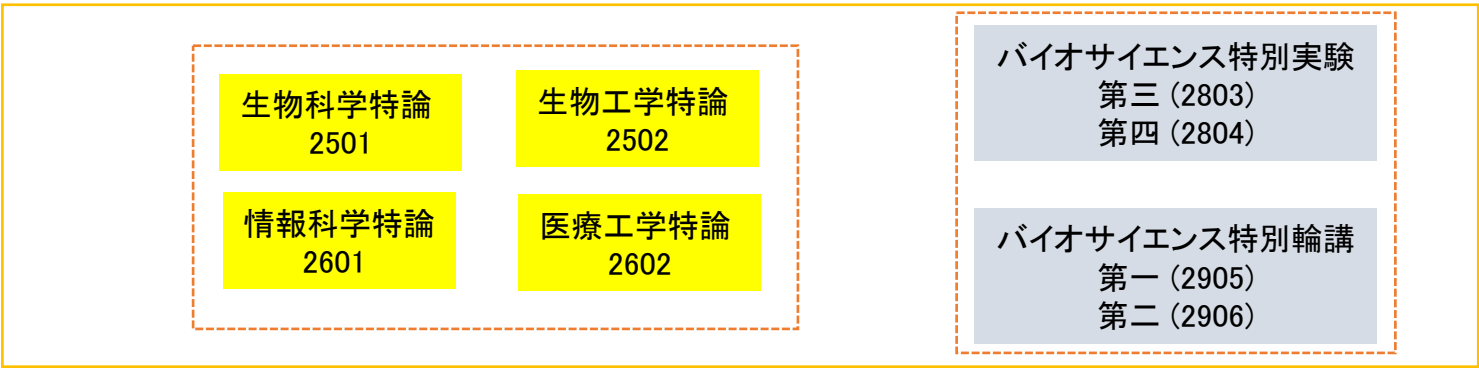 生物科学特論
2501
生物工学特論
2502
情報科学特論
2601
医療工学特論
2602
バイオサイエンス特別実験
第三 (2803)
第四 (2804)
バイオサイエンス特別輪講
第一 (2905)
第二 (2906)